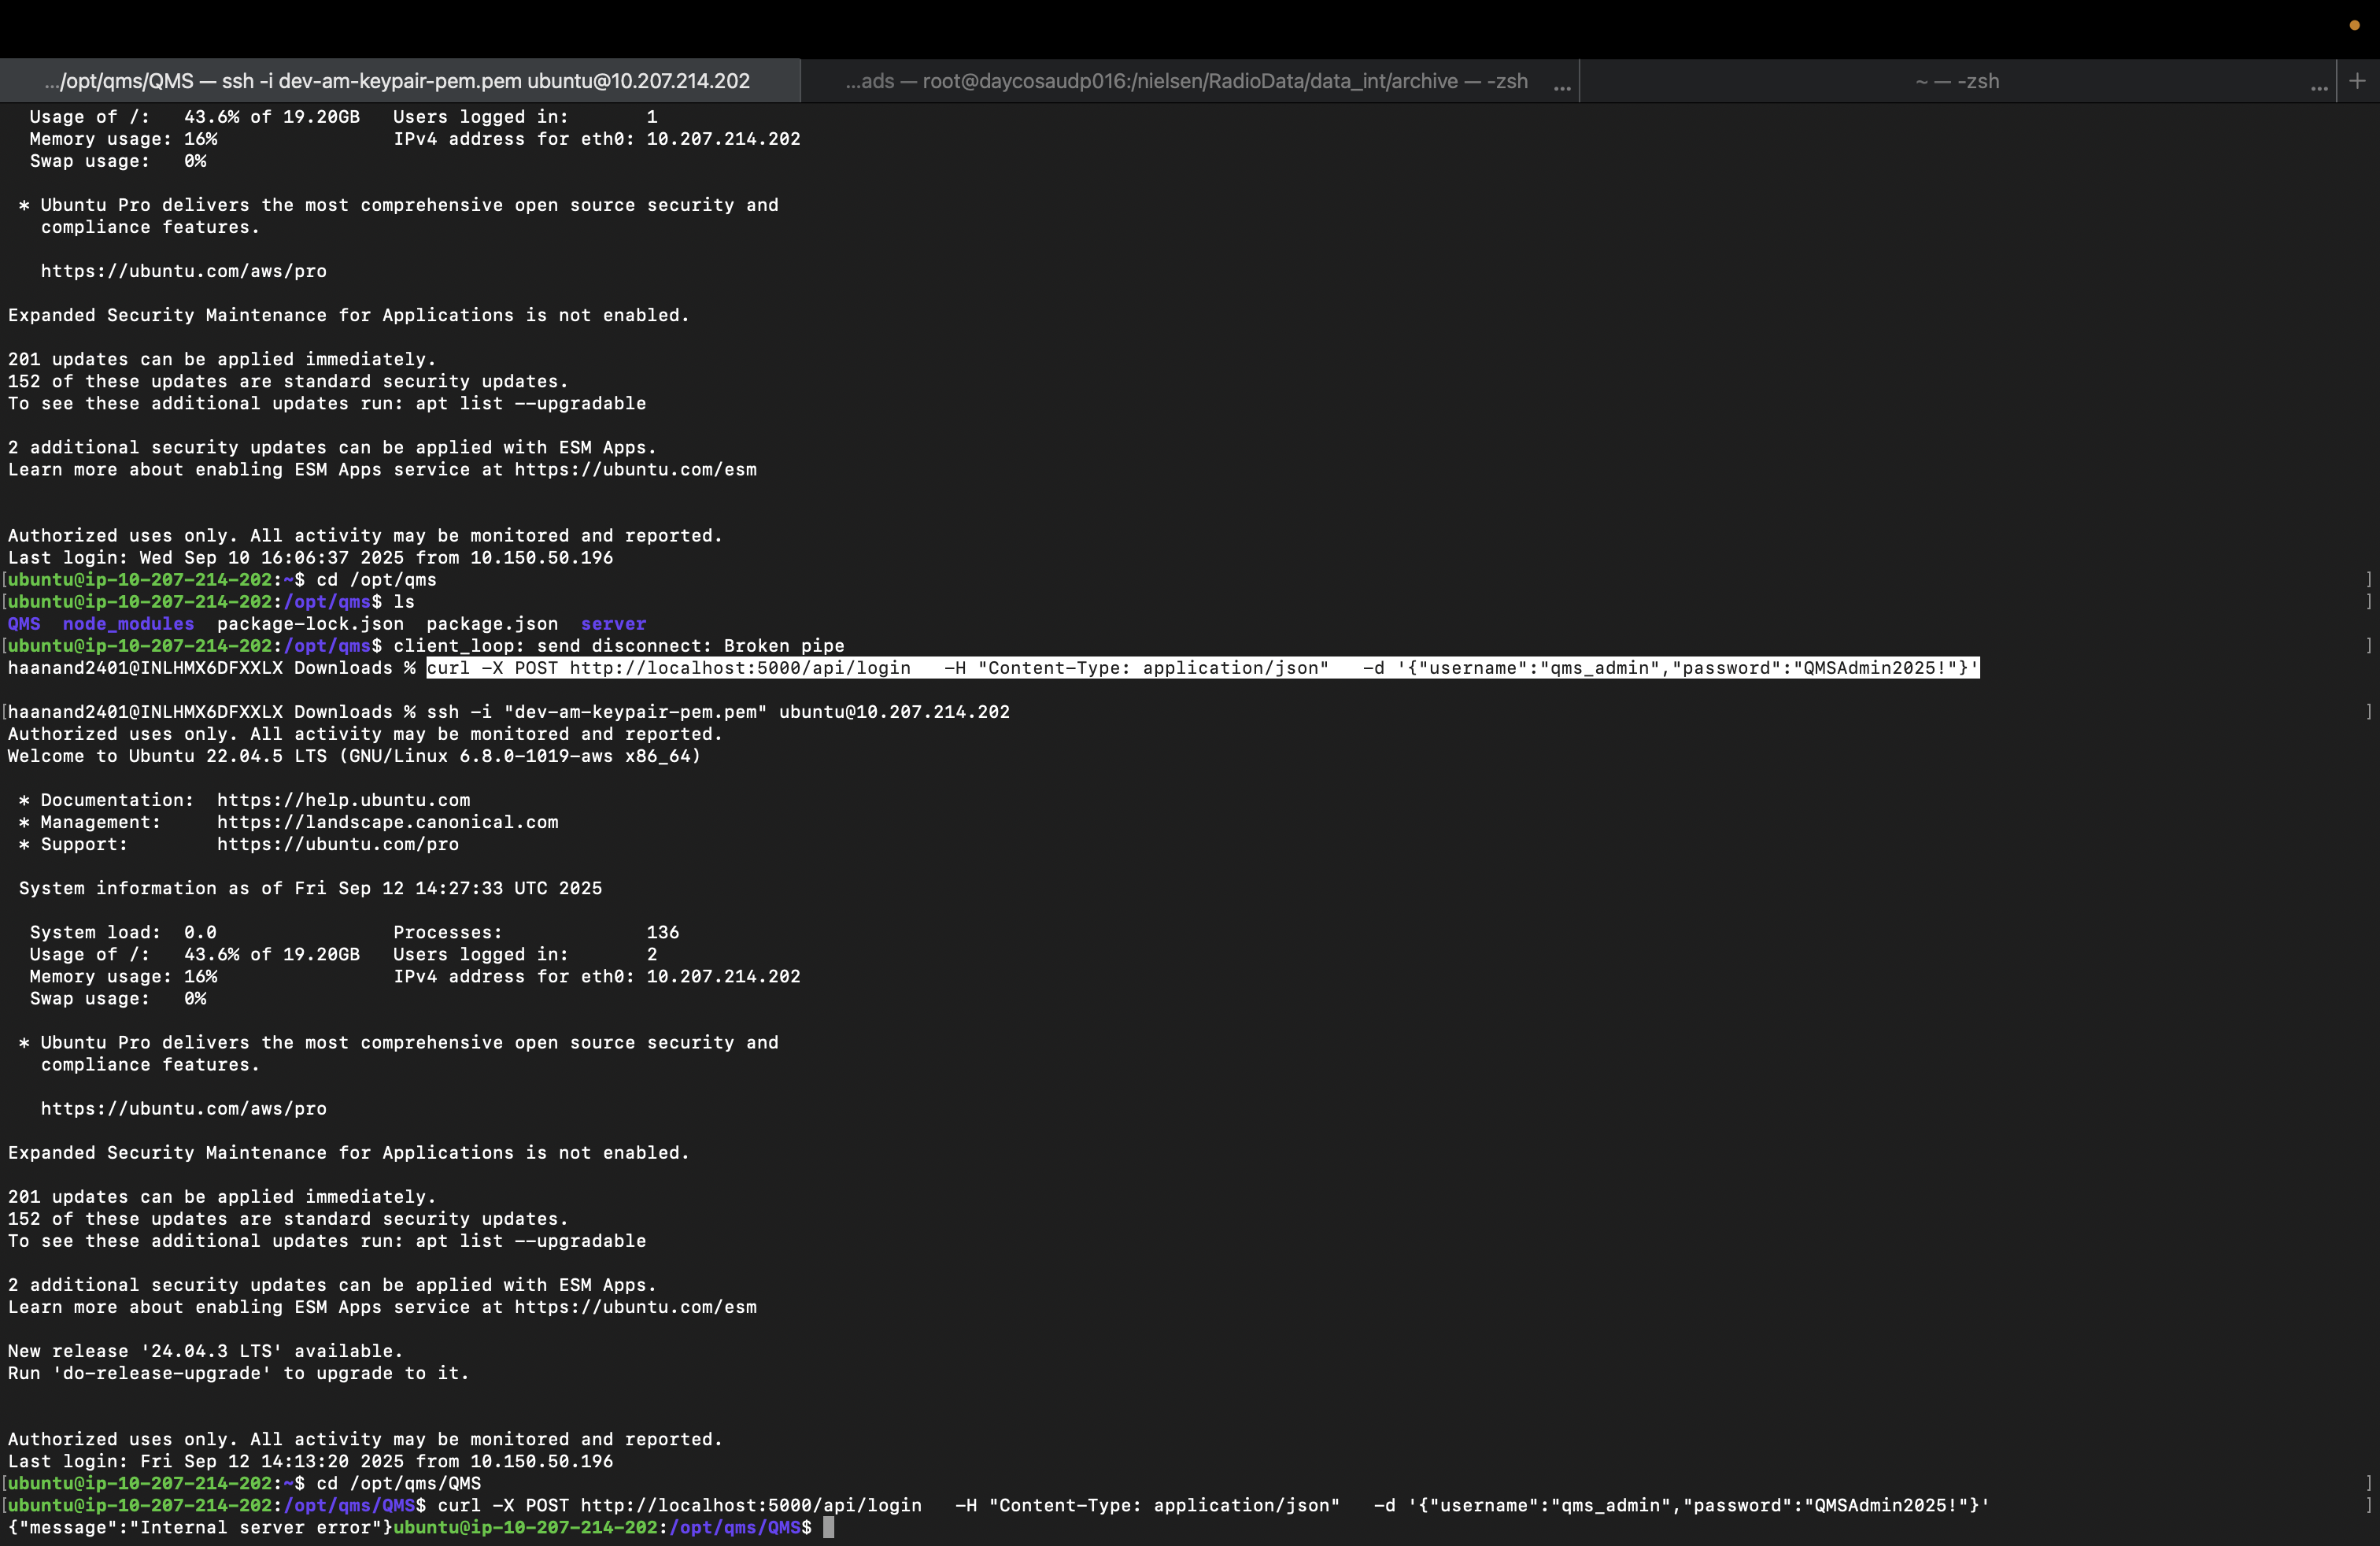 .../opt/qms/QMS — ssh -i dev-am-keypair-pem.pem ubuntu@10.207.214.202
...ads — root@daycosaudp016:/nielsen/RadioData/data_int/archive — -zsh ...
~ — -zsh ... +
Usage of /:   43.6% of 19.20GB   Users logged in:       1
Memory usage: 16%                IPv4 address for eth0: 10.207.214.202
Swap usage:   0%
* Ubuntu Pro delivers the most comprehensive open source security and
compliance features.
https://ubuntu.com/aws/pro
Expanded Security Maintenance for Applications is not enabled.
201 updates can be applied immediately.
152 of these updates are standard security updates.
To see these additional updates run: apt list --upgradable
2 additional security updates can be applied with ESM Apps.
Learn more about enabling ESM Apps service at https://ubuntu.com/esm
Authorized uses only. All activity may be monitored and reported.
Last login: Wed Sep 10 16:06:37 2025 from 10.150.50.196
[ubuntu@ip-10-207-214-202:~$ cd /opt/qms ]
[ubuntu@ip-10-207-214-202:/opt/qms$ ls ]
QMS  node_modules  package-lock.json  package.json  server
[ubuntu@ip-10-207-214-202:/opt/qms$ client_loop: send disconnect: Broken pipe ]
haanand2401@INLHMX6DFXXLX Downloads % curl -X POST http://localhost:5000/api/login   -H "Content-Type: application/json"   -d '{"username":"qms_admin","password":"QMSAdmin2025!"}'
[haanand2401@INLHMX6DFXXLX Downloads % ssh -i "dev-am-keypair-pem.pem" ubuntu@10.207.214.202 ]
Authorized uses only. All activity may be monitored and reported.
Welcome to Ubuntu 22.04.5 LTS (GNU/Linux 6.8.0-1019-aws x86_64)
* Documentation:  https://help.ubuntu.com
* Management:     https://landscape.canonical.com
* Support:        https://ubuntu.com/pro
System information as of Fri Sep 12 14:27:33 UTC 2025
System load:  0.0                Processes:             136
Usage of /:   43.6% of 19.20GB   Users logged in:       2
Memory usage: 16%                IPv4 address for eth0: 10.207.214.202
Swap usage:   0%
* Ubuntu Pro delivers the most comprehensive open source security and
compliance features.
https://ubuntu.com/aws/pro
Expanded Security Maintenance for Applications is not enabled.
201 updates can be applied immediately.
152 of these updates are standard security updates.
To see these additional updates run: apt list --upgradable
2 additional security updates can be applied with ESM Apps.
Learn more about enabling ESM Apps service at https://ubuntu.com/esm
New release '24.04.3 LTS' available.
Run 'do-release-upgrade' to upgrade to it.
Authorized uses only. All activity may be monitored and reported.
Last login: Fri Sep 12 14:13:20 2025 from 10.150.50.196
[ubuntu@ip-10-207-214-202:~$ cd /opt/qms/QMS ]
[ubuntu@ip-10-207-214-202:/opt/qms/QMS$ curl -X POST http://localhost:5000/api/login   -H "Content-Type: application/json"   -d '{"username":"qms_admin","password":"QMSAdmin2025!"}' ]
{"message":"Internal server error"}ubuntu@ip-10-207-214-202:/opt/qms/QMS$